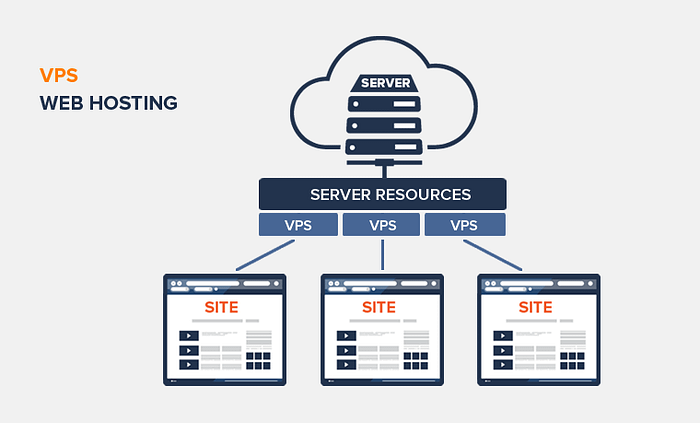 VPS
WEB HOSTING
SERVER
SERVER RESOURCES
VPS VPS VPS
SITE SITE SITE